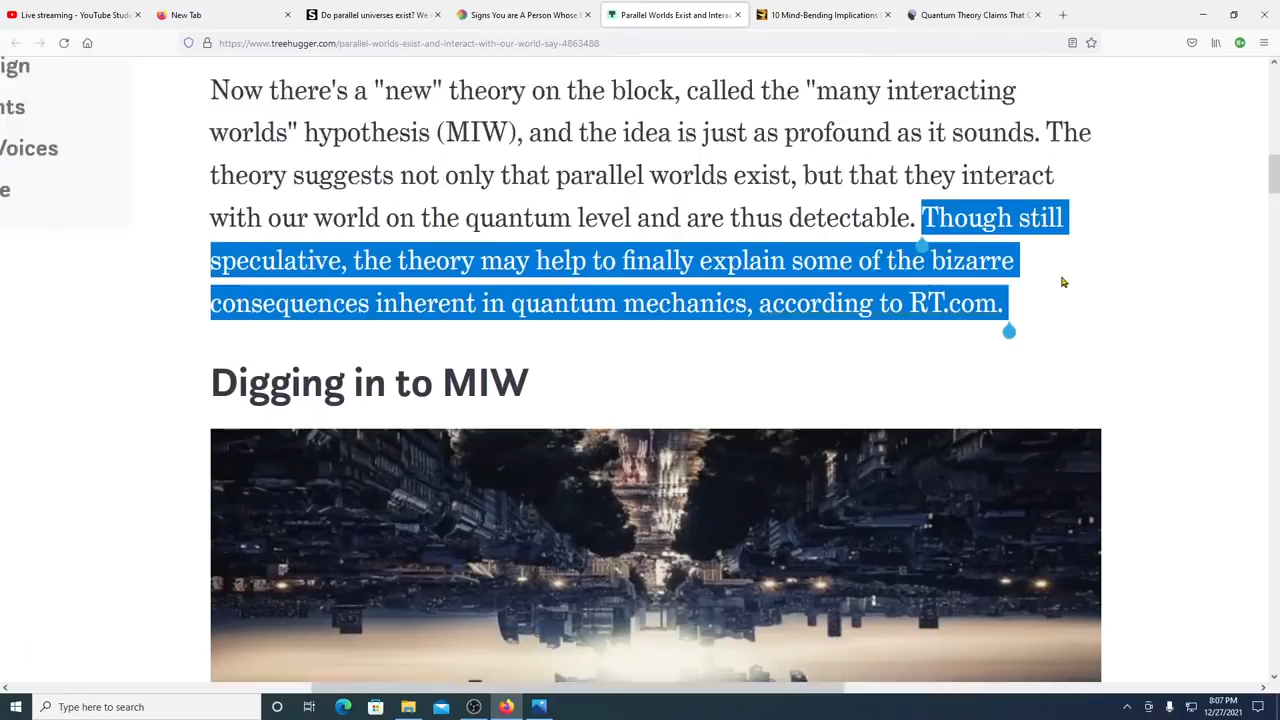 Live streaming - YouTube Stud
New Tab
Do parallel universes exist? We
Signs You are A Person Whose
Parallel Worlds Exist and Intera
10 Mind-Bending Implications
Quantum Theory Claims That C
https://www.treehugger.com/parallel-worlds-exist-and-interact-with-our-world-say-4863488
ign
nts
Voices
e
Now there's a "new" theory on the block, called the "many interacting
worlds" hypothesis (MIW), and the idea is just as profound as it sounds. The
theory suggests not only that parallel worlds exist, but that they interact
with our world on the quantum level and are thus detectable. Though still
speculative, the theory may help to finally explain some of the bizarre
consequences inherent in quantum mechanics, according to RT.com.
Digging in to MIW
Type here to search
8:07 PM
12/27/2021